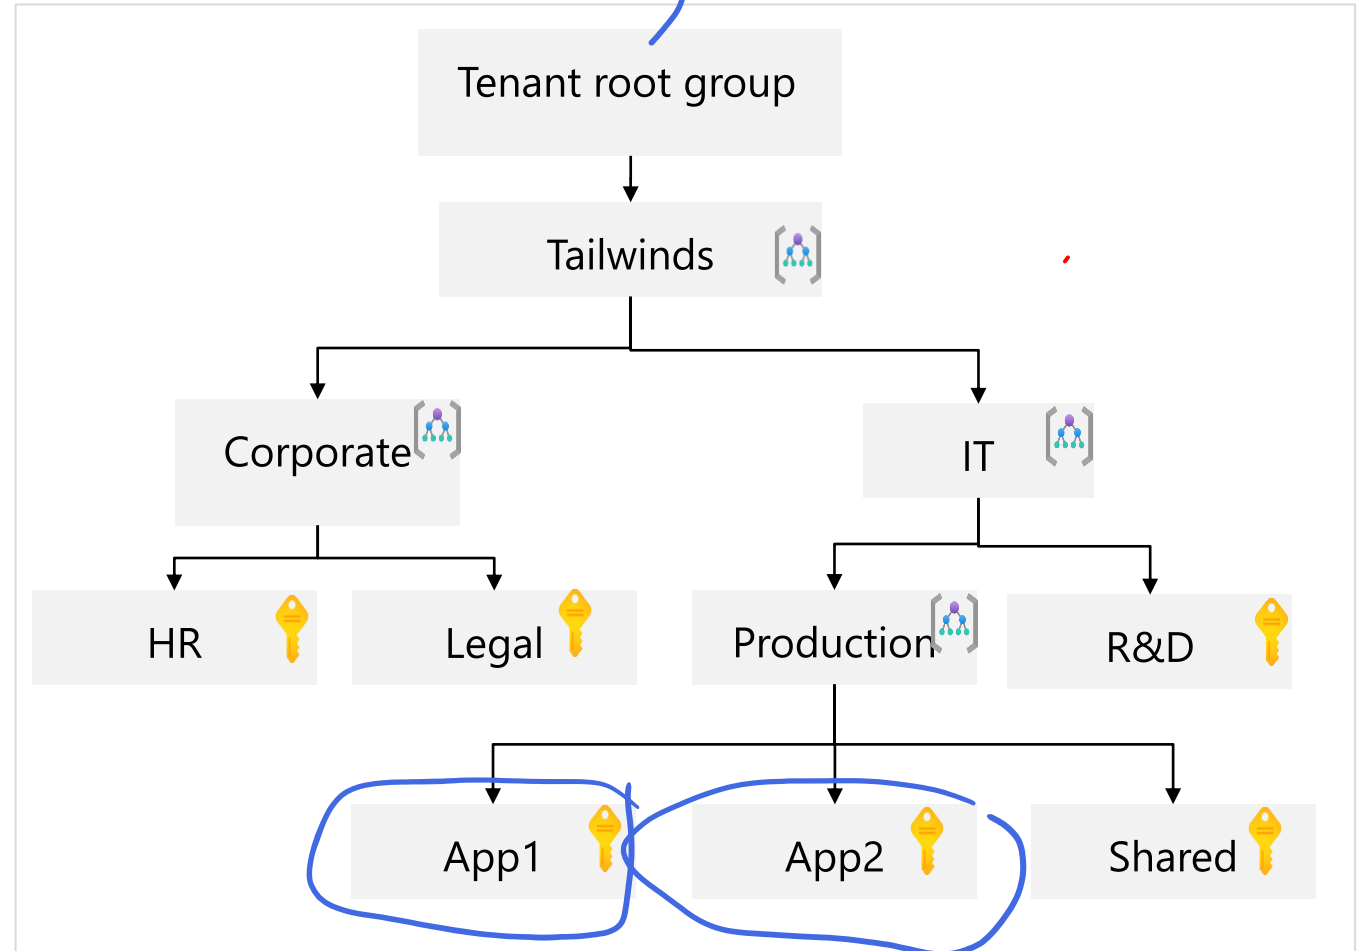 Tenant root group
Tailwinds
Corporate
IT
HR
Legal
Production
R&D
App1
App2
Shared